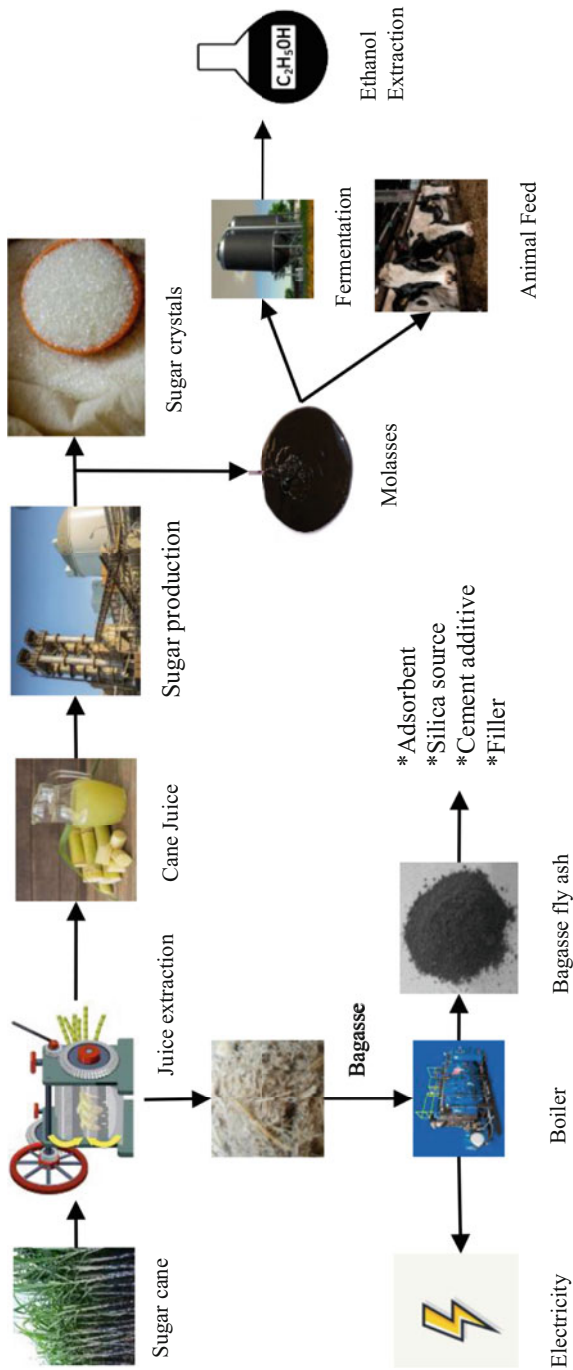 Sugar cane
Juice extraction
Cane Juice
Sugar production
Sugar crystals
Bagasse
Molasses
Fermentation
C₂H₅OH
Ethanol
Extraction
Animal Feed
Electricity
Boiler
Bagasse fly ash
*Adsorbent
*Silica source
*Cement additive
*Filler